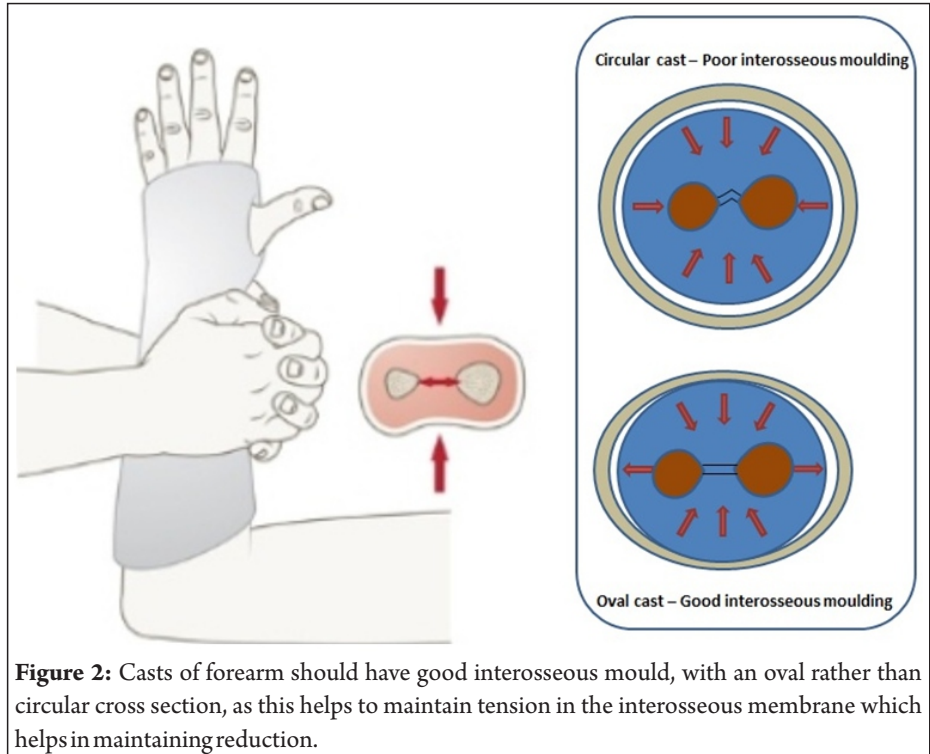 Circular cast – Poor interosseous moulding
Oval cast – Good interosseous moulding
Figure 2: Casts of forearm should have good interosseous mould, with an oval rather than
circular cross section, as this helps to maintain tension in the interosseous membrane which
helps in maintaining reduction.